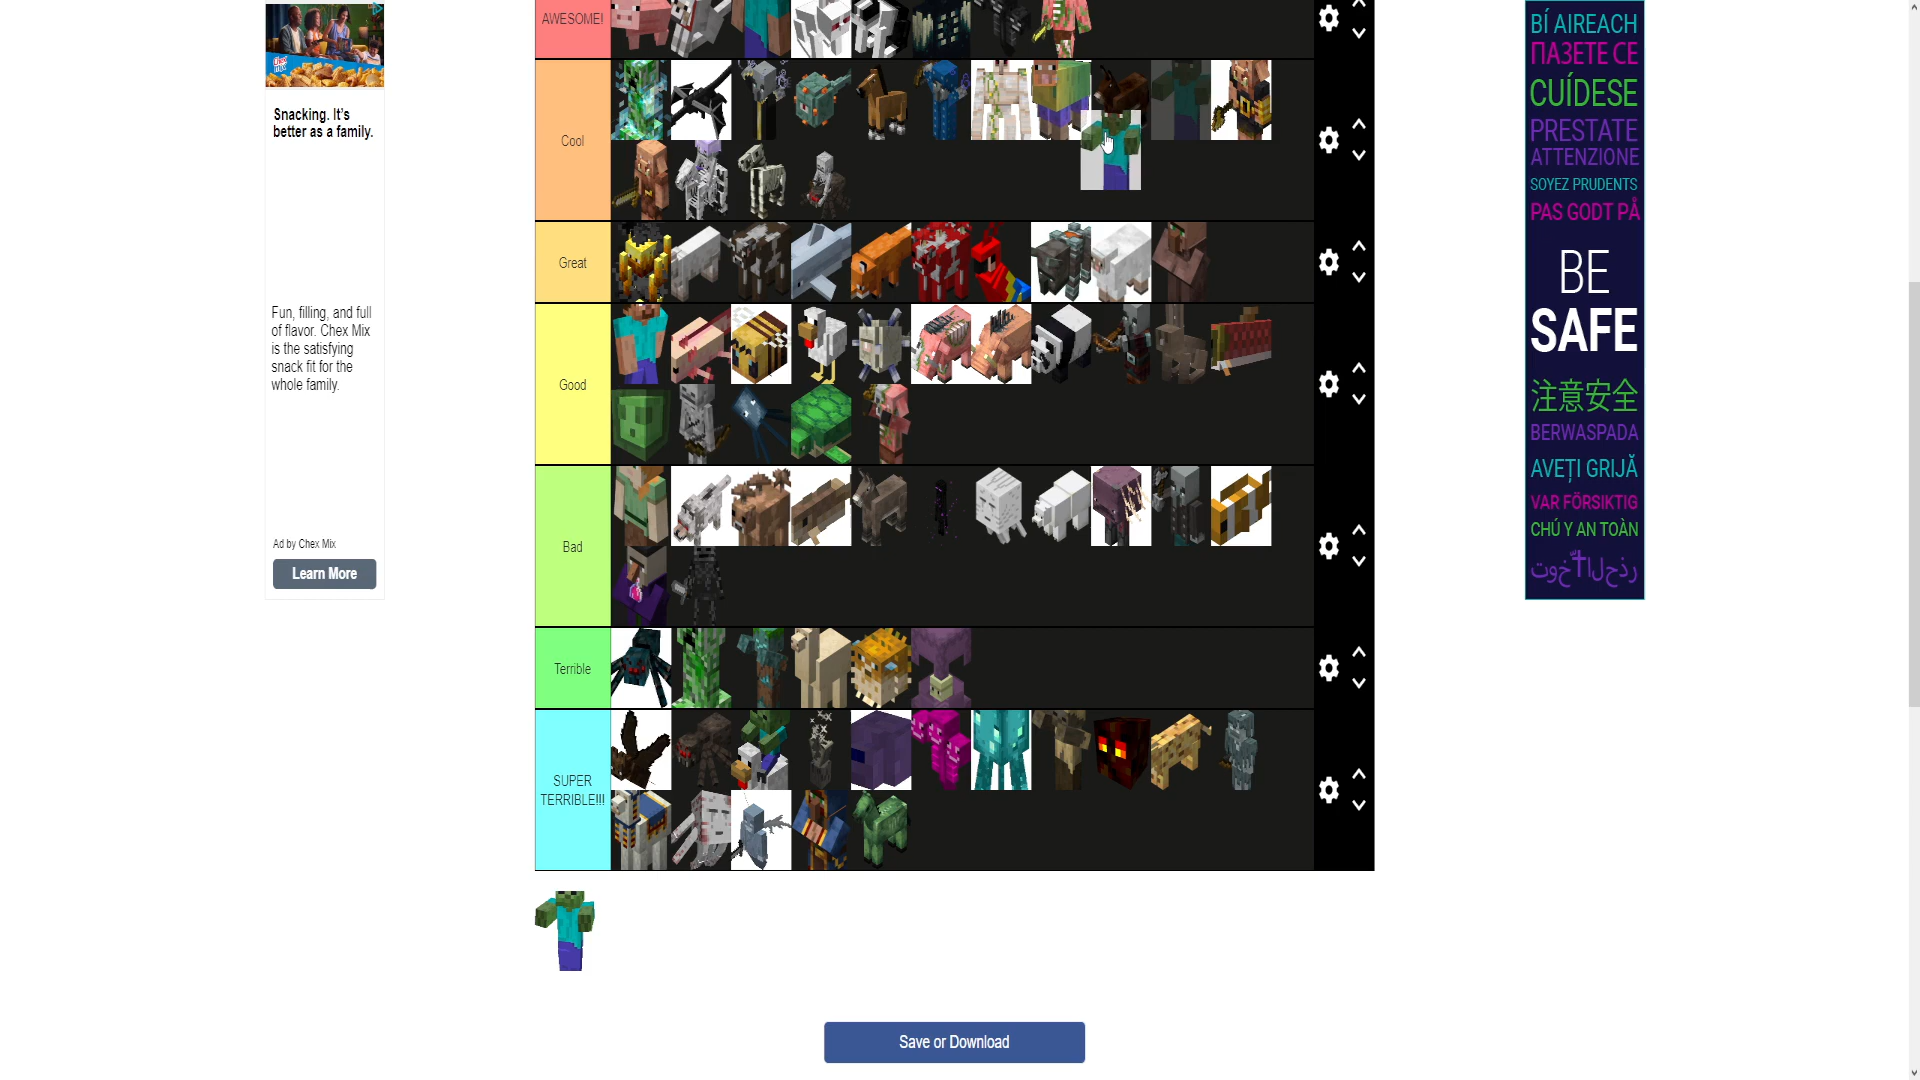 AWESOME!
Cool
Great
Good
Bad
Terrible
SUPER
TERRIBLE!!!
Save or Download
Snacking. It's
better as a family.
Fun, filling, and full
of flavor. Chex Mix
is the satisfying
snack fit for the
whole family.
Ad by Chex Mix
Learn More
BÍ AIREACH
ПАЗЕТЕ СЕ
CUÍDESE
PRESTATE
ATTENZIONE
SOYEZ PRUDENTS
PAS GODT PÅ
BE
SAFE
注意安全
BERWASPADA
AVEȚI GRIJĂ
VAR FÖRSIKTIG
CHÚ Ý AN TOÀN